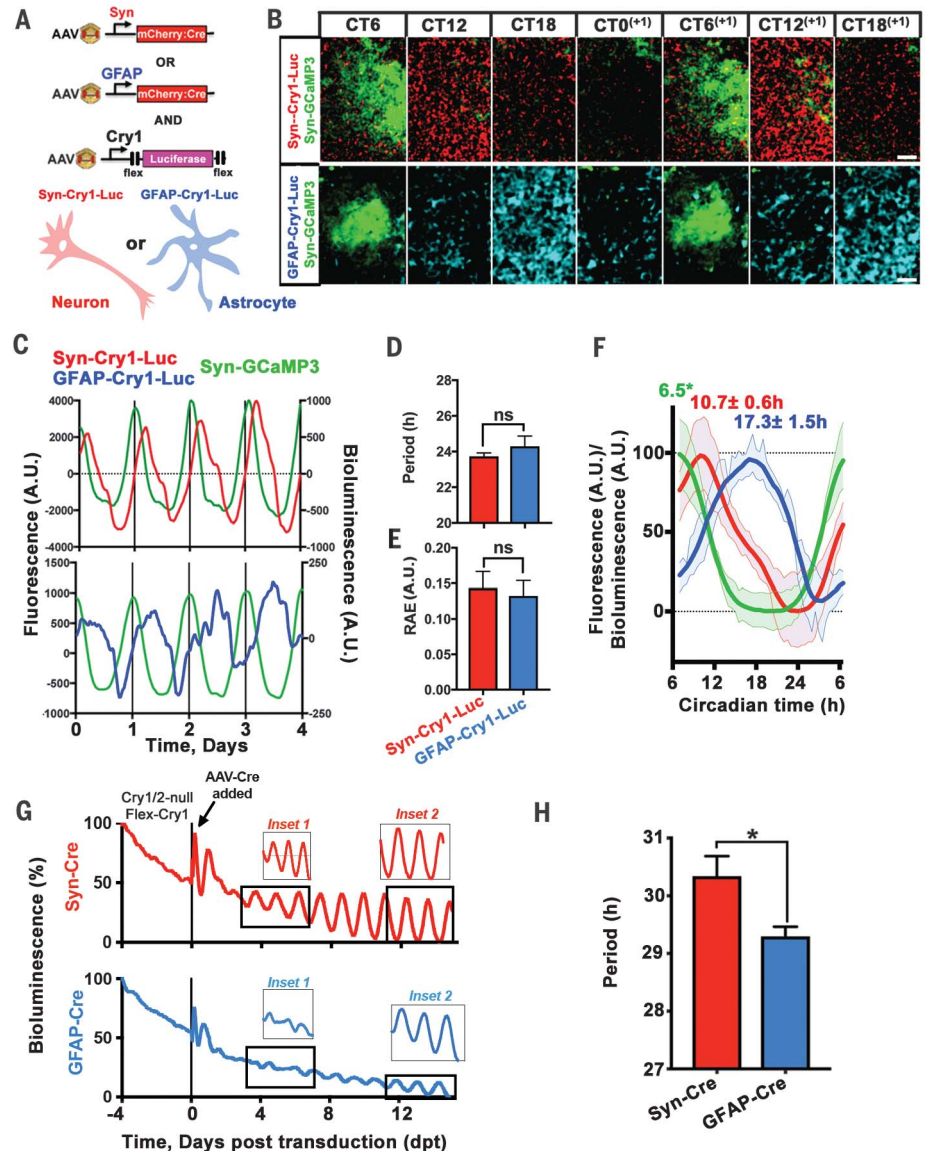 A
AAV
Syn
mCherry:Cre
OR
AAV
GFAP
mCherry:Cre
AND
AAV
Cry1
Luciferase
flex
flex
Syn-Cry1-Luc
GFAP-Cry1-Luc
or
Neuron
Astrocyte
B
CT6 CT12 CT18 CT0(+1) CT6(+1) CT12(+1) CT18(+1)
Syn--Cry1-Luc
Syn-GCaMP3
GFAP-Cry1-Luc
Syn-GCaMP3
C
Syn-Cry1-Luc Syn-GCaMP3
GFAP-Cry1-Luc
Fluorescence (A.U.)
Bioluminescence (A.U.)
4000
2000
0
-2000
-4000
1000
500
0
-500
-1000
1500
1000
500
0
-500
-1000
250
0
-250
0 1 2 3 4
Time, Days
D
Period (h)
28
26
24
22
20
ns
E
RAE (A.U.)
0.20
0.15
0.10
0.05
0.00
ns
Syn-Cry1-Luc
GFAP-Cry1-Luc
F
6.5*
10.7± 0.6h
17.3± 1.5h
Fluorescence (A.U.)/
Bioluminescence (A.U.)
100
50
0
6 12 18 24 6
Circadian time (h)
G
AAV-Cre
added
Cry1/2-null
Flex-Cry1
Bioluminescence (%)
Syn-Cre
100
50
0
Inset 1
Inset 2
GFAP-Cre
100
50
0
Inset 1
Inset 2
-4 0 4 8 12
Time, Days post transduction (dpt)
H
Period (h)
31
30
29
28
27
*
Syn-Cre
GFAP-Cre